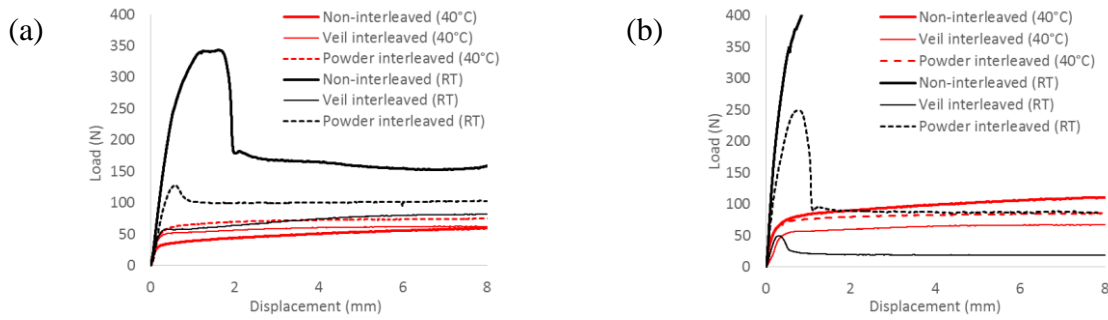 (a)
Load (N)
400
350
300
250
200
150
100
50
0
Non-interleaved (40°C)
Veil interleaved (40°C)
Powder interleaved (40°C)
Non-interleaved (RT)
Veil interleaved (RT)
Powder interleaved (RT)
0 2 4 6 8
Displacement (mm)
(b)
Load (N)
400
350
300
250
200
150
100
50
0
Non-interleaved (40°C)
Veil interleaved (40°C)
Powder interleaved (40°C)
Non-interleaved (RT)
Veil interleaved (RT)
Powder interleaved (RT)
0 2 4 6 8
Displacement (mm)